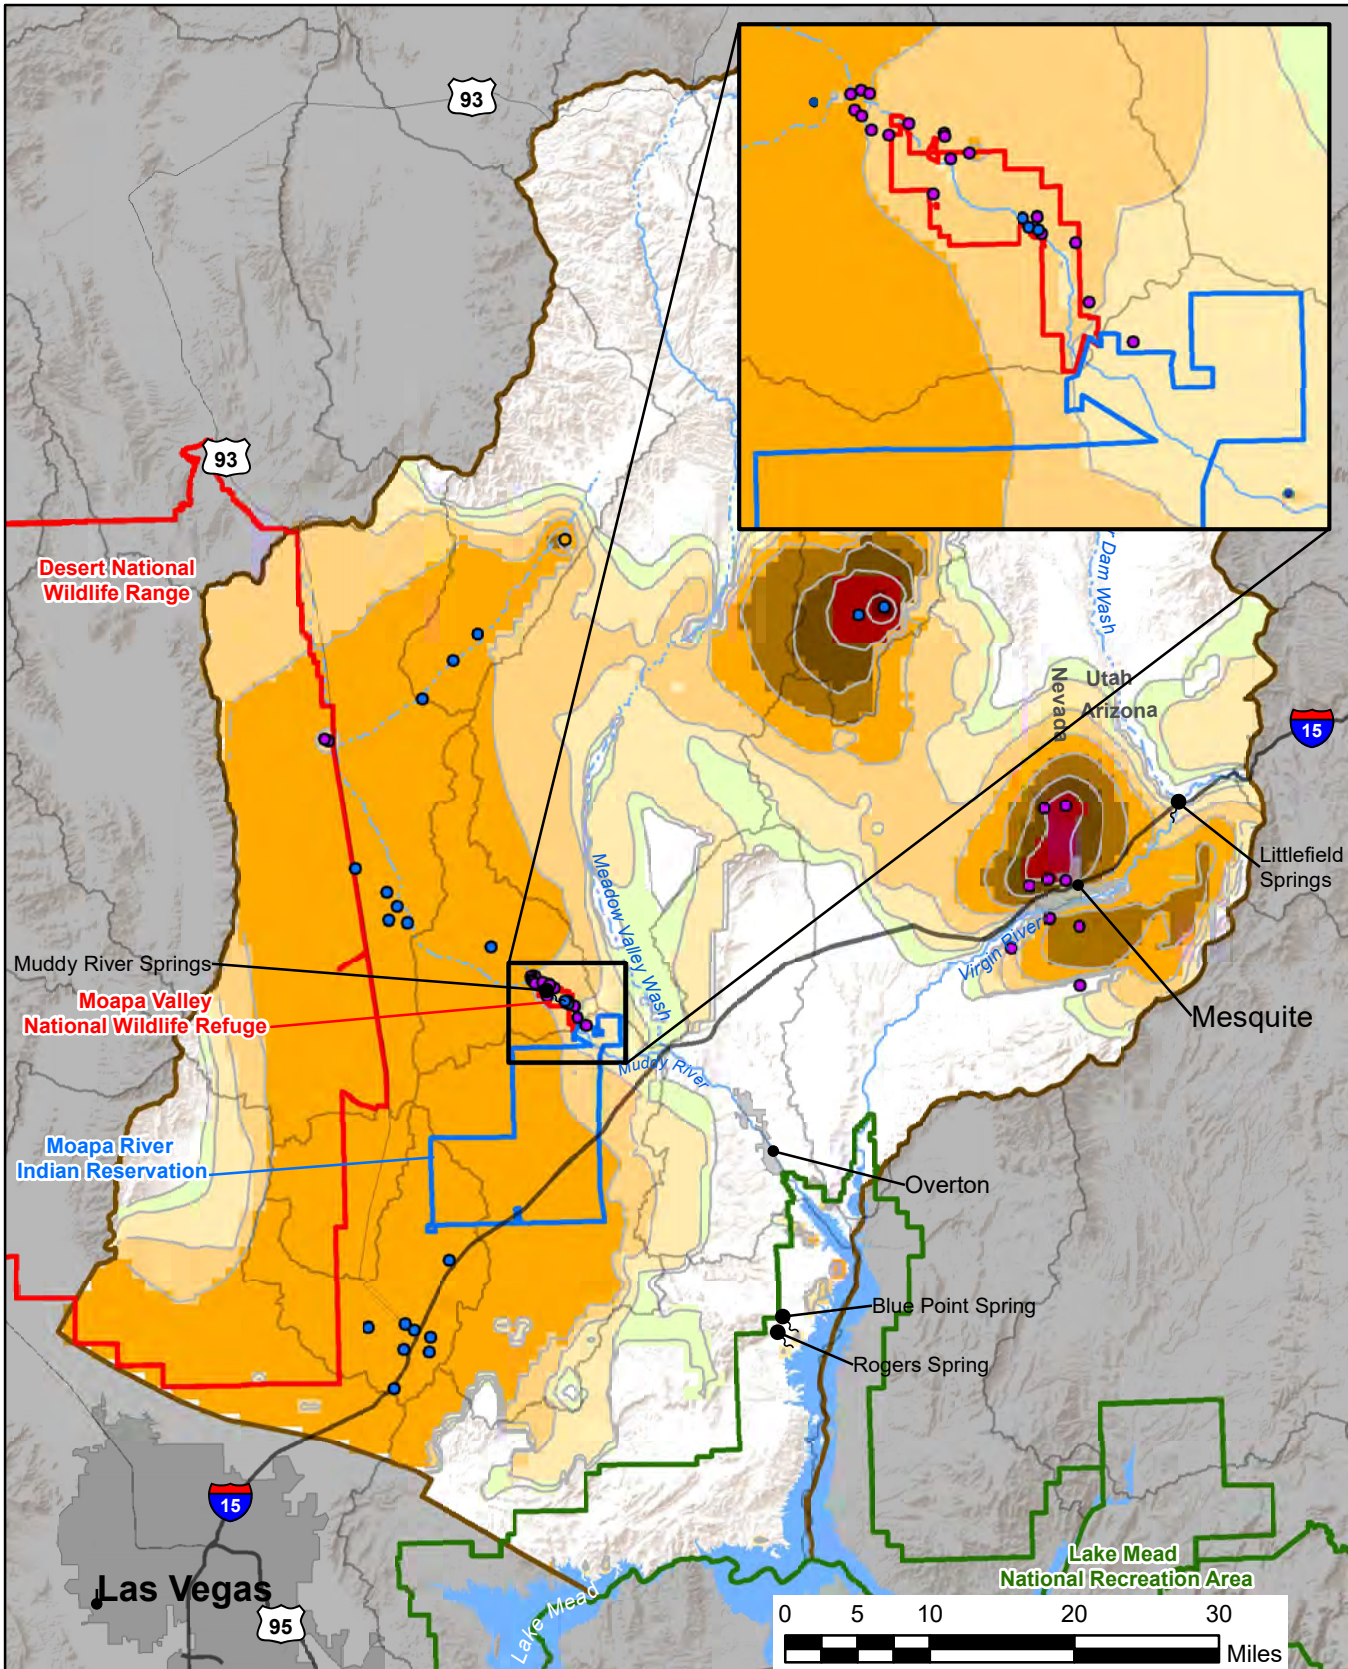 93
93
Desert National
Wildlife Range
r Dam Wash
Utah
Nevada
Arizona
15
Littlefield
Springs
Meadow Valley Wash
Virgin River
Muddy River Springs
Moapa Valley
National Wildlife Refuge
Mesquite
Muddy River
Moapa River
Indian Reservation
Overton
Blue Point Spring
Rogers Spring
15
Lake Mead
National Recreation Area
Las Vegas
95
Lake Mead
0 5 10 20 30
Miles